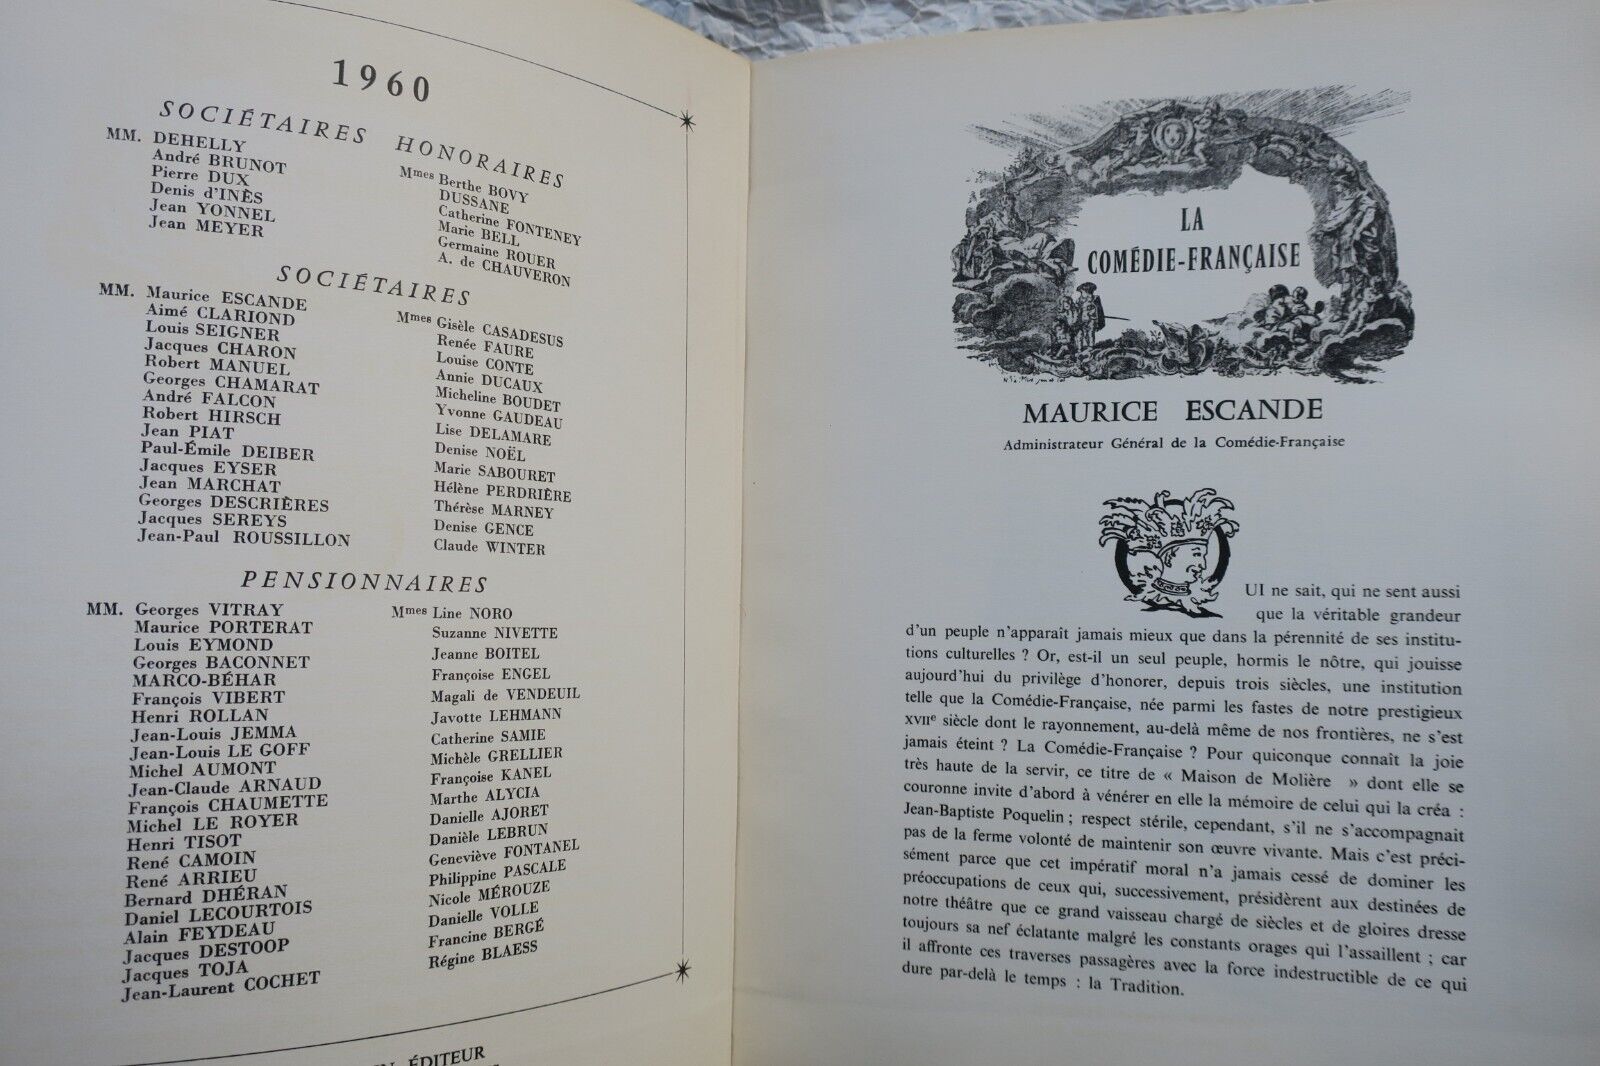 1960
SOCIÉTAIRES HONORAIRES
MM. DEHELLY
André BRUNOT
Pierre DUX
Denis d'INÈS
Jean YONNEL
Jean MEYER
Mmes Berthe BOVY
DUSSANE
Catherine FONTENEY
Marie BELL
Germaine ROUER
A. de CHAUVERON
SOCIÉTAIRES
MM. Maurice ESCANDE
Aimé CLARIOND
Louis SEIGNER
Jacques CHARON
Robert MANUEL
Georges CHAMARAT
André FALCON
Robert HIRSCH
Jean PIAT
Paul-Émile DEIBER
Jacques EYSER
Jean MARCHAT
Georges DESCRIÈRES
Jacques SEREYS
Jean-Paul ROUSSILLON
Mmes Gisèle CASADESUS
Renée FAURE
Louise CONTE
Annie DUCAUX
Micheline BOUDET
Yvonne GAUDEAU
Lise DELAMARE
Denise NOËL
Marie SABOURET
Hélène PERDRIÈRE
Thérèse MARNEY
Denise GENCE
Claude WINTER
PENSIONNAIRES
MM. Georges VITRAY
Maurice PORTERAT
Louis EYMOND
Georges BACONNET
MARCO-BÉHAR
François VIBERT
Henri ROLLAN
Jean-Louis JEMMA
Jean-Louis LE GOFF
Michel AUMONT
Jean-Claude ARNAUD
François CHAUMETTE
Michel LE ROYER
Henri TISOT
René CAMOIN
René ARRIEU
Bernard DHÉRAN
Daniel LECOURTOIS
Alain FEYDEAU
Jacques DESTOOP
Jacques TOJA
Jean-Laurent COCHET
Mmes Line NORO
Suzanne NIVETTE
Jeanne BOITEL
Françoise ENGEL
Magali de VENDEUIL
Javotte LEHMANN
Catherine SAMIE
Michèle GRELLIER
Françoise KANEL
Marthe ALYCIA
Danielle AJORET
Danièle LEBRUN
Geneviève FONTANEL
Philippine PASCALE
Nicole MÉROUZE
Danielle VOLLE
Francine BERGÉ
Régine BLAESS
ÉDITEUR
LA
COMÉDIE-FRANÇAISE
MAURICE ESCANDE
Administrateur Général de la Comédie-Française
UI ne sait, qui ne sent aussi
que la véritable grandeur
d'un peuple n'apparaît jamais mieux que dans la pérennité de ses institu-
tions culturelles ? Or, est-il un seul peuple, hormis le nôtre, qui jouisse
aujourd'hui du privilège d'honorer, depuis trois siècles, une institution
telle que la Comédie-Française, née parmi les fastes de notre prestigieux
XVIIe siècle dont le rayonnement, au-delà même de nos frontières, ne s'est
jamais éteint ? La Comédie-Française ? Pour quiconque connaît la joie
très haute de la servir, ce titre de « Maison de Molière » dont elle se
couronne invite d'abord à vénérer en elle la mémoire de celui qui la créa :
Jean-Baptiste Poquelin ; respect stérile, cependant, s'il ne s'accompagnait
pas de la ferme volonté de maintenir son œuvre vivante. Mais c'est préci-
sément parce que cet impératif moral n'a jamais cessé de dominer les
préoccupations de ceux qui, successivement, présidèrent aux destinées de
notre théâtre que ce grand vaisseau chargé de siècles et de gloires dresse
toujours sa nef éclatante malgré les constants orages qui l'assaillent ; car
il affronte ces traverses passagères avec la force indestructible de ce qui
dure par-delà le temps : la Tradition.